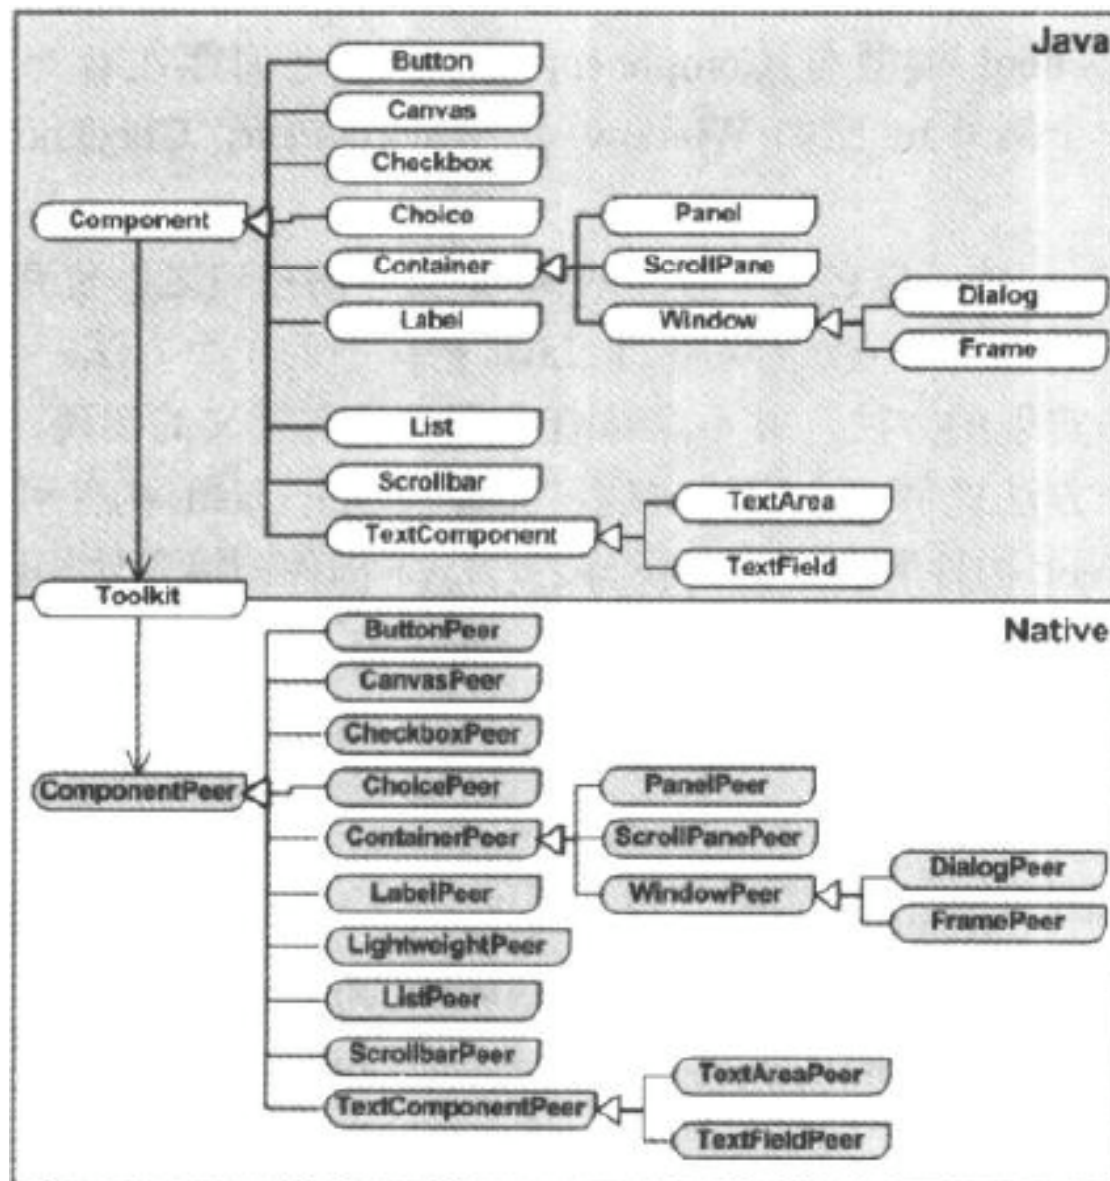 Java
Button
Canvas
Checkbox
Component
Choice
Panel
Container
ScrollPane
Label
Window
Dialog
Frame
List
Scrollbar
TextArea
TextComponent
TextField
Toolkit
Native
ButtonPeer
CanvasPeer
CheckboxPeer
ComponentPeer
ChoicePeer
PanelPeer
ContainerPeer
ScrollPanePeer
LabelPeer
WindowPeer
DialogPeer
FramePeer
LightweightPeer
ListPeer
ScrollbarPeer
TextAreaPeer
TextComponentPeer
TextFieldPeer